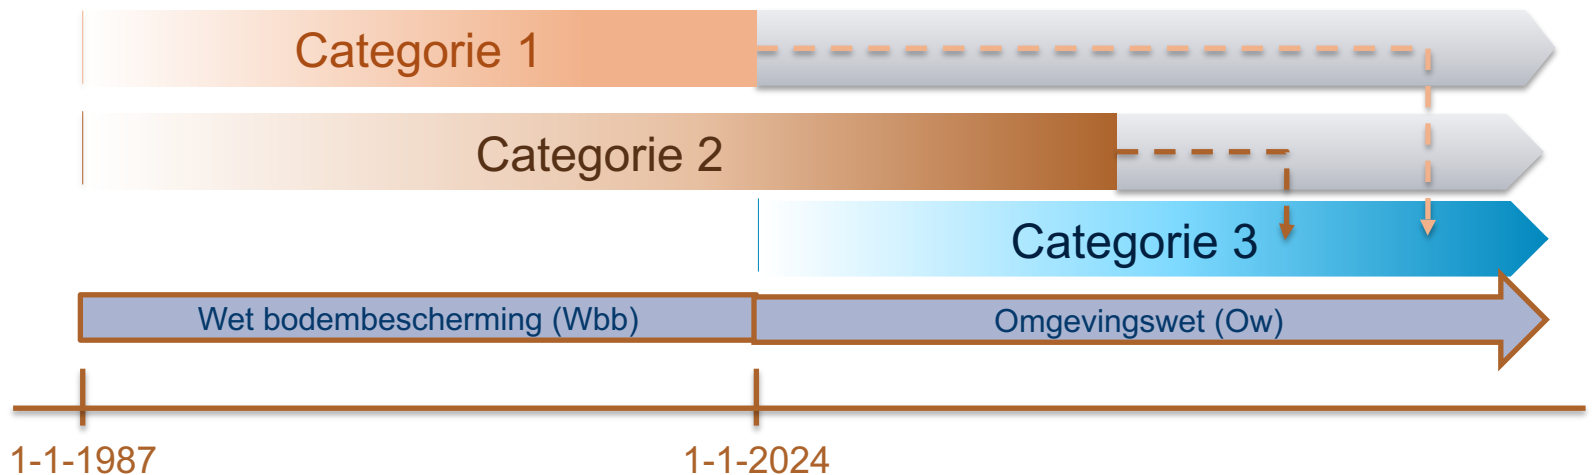 Categorie 1
Categorie 2
Categorie 3
Wet bodembescherming (Wbb)
Omgevingswet (Ow)
1-1-1987
1-1-2024